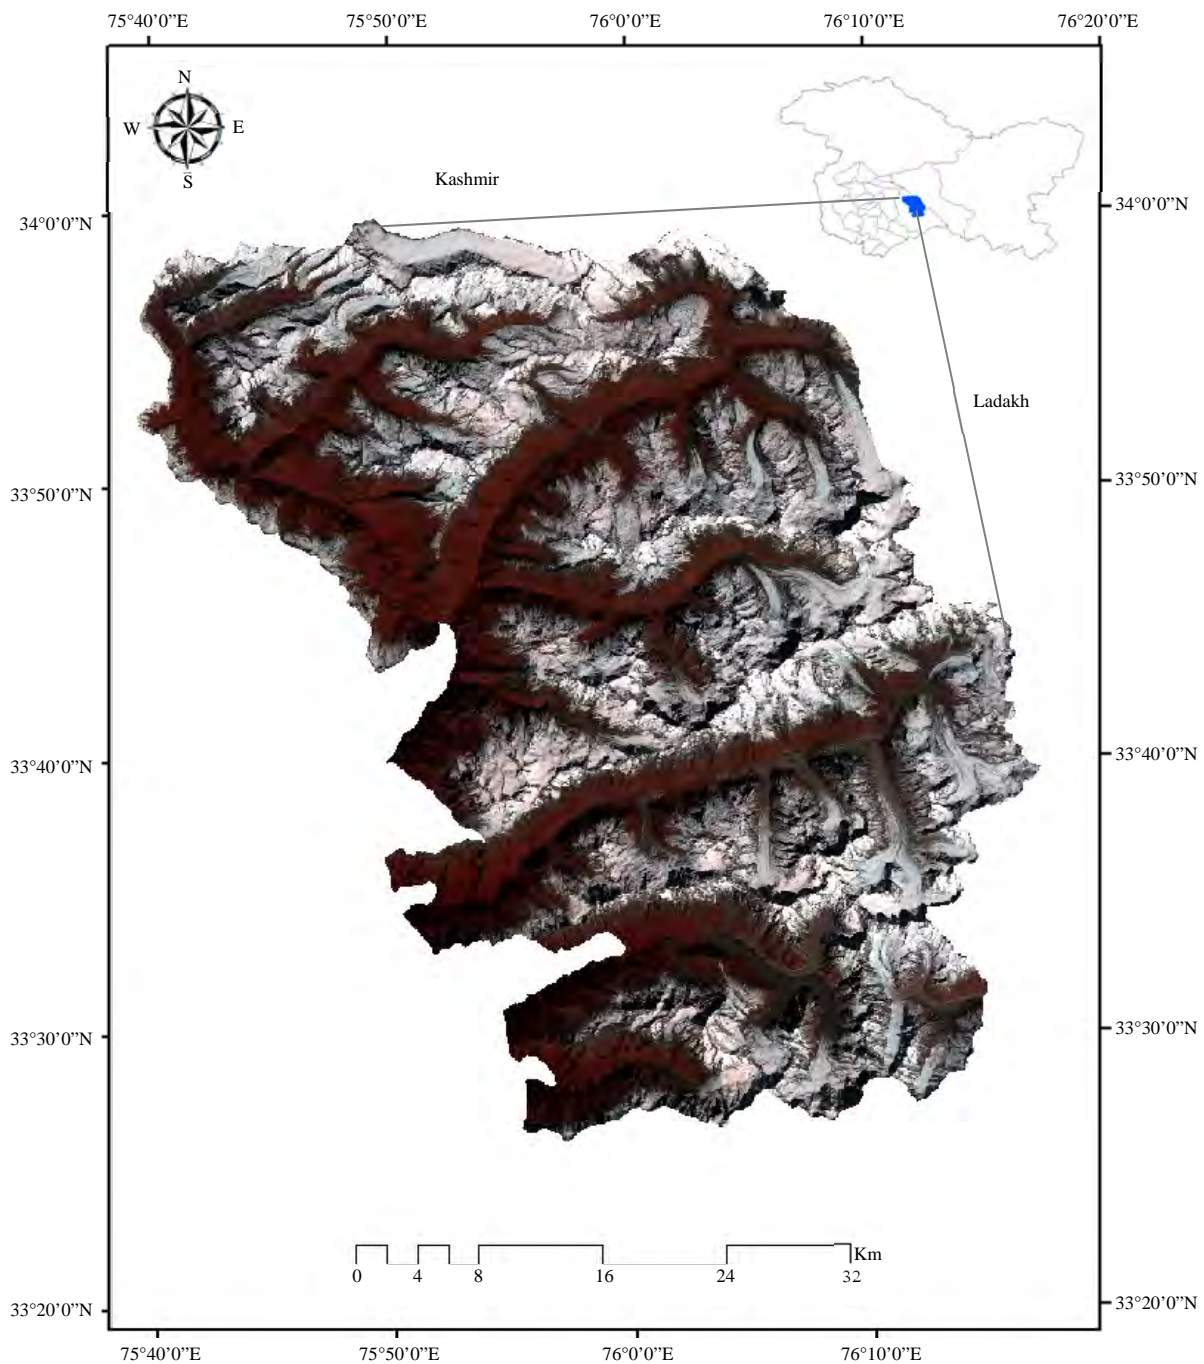 75°40’0”E 75°50’0”E 76°0’0”E 76°10’0”E 76°20’0”E
N
W E
S
Kashmir
34°0’0”N 34°0’0”N
Ladakh
33°50’0”N 33°50’0”N
33°40’0”N 33°40’0”N
33°30’0”N 33°30’0”N
Km
0 4 8 16 24 32
33°20’0”N 33°20’0”N
75°40’0”E 75°50’0”E 76°0’0”E 76°10’0”E